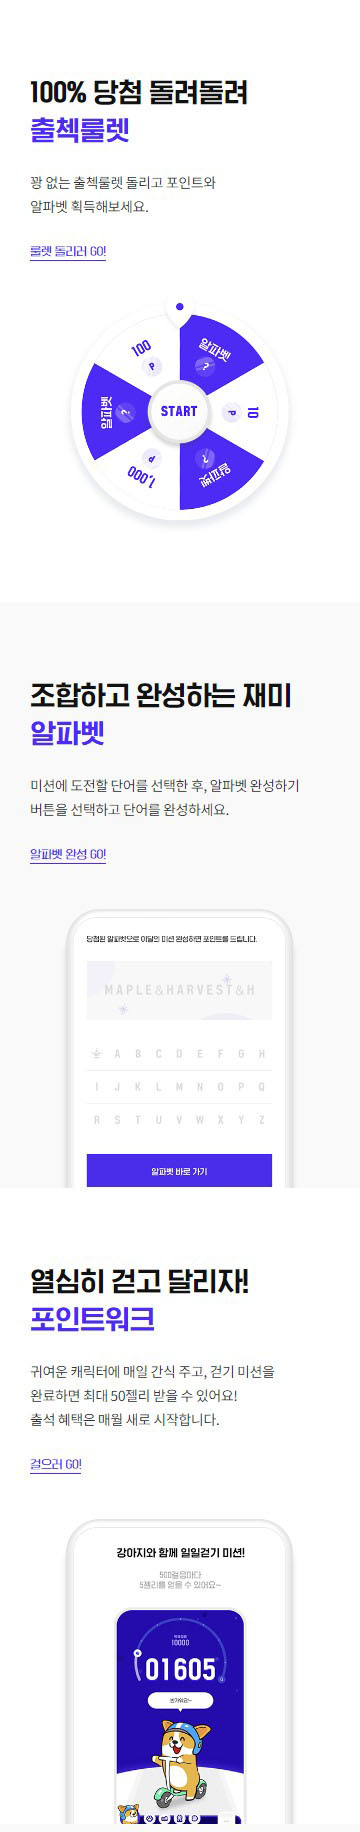 100% 당첨 돌려돌려
출첵룰렛
꽝 없는 출첵룰렛 돌리고 포인트와
알파벳 획득해보세요.
룰렛 돌리러 GO!
100
P
알파벳
?
알파벳
?
START
P
10
P
1,000
?
알파벳
조합하고 완성하는 재미
알파벳
미션에 도전할 단어를 선택한 후, 알파벳 완성하기
버튼을 선택하고 단어를 완성하세요.
알파벳 완성 GO!
당첨된 알파벳으로 이달의 미션 완성하면 포인트를 드립니다.
MAPLE&HARVEST&H
A B C D E F G H
I J K L M N O P Q
R S T U V W X Y Z
알파벳 바로 가기
열심히 걷고 달리자!
포인트워크
귀여운 캐릭터에 매일 간식 주고, 걷기 미션을
완료하면 최대 50젤리 받을 수 있어요!
출석 혜택은 매월 새로 시작합니다.
걸으러 GO!
강아지와 함께 일일걷기 미션!
500걸음마다
5젤리를 얻을 수 있어요~
10000
01605
반가워요!~